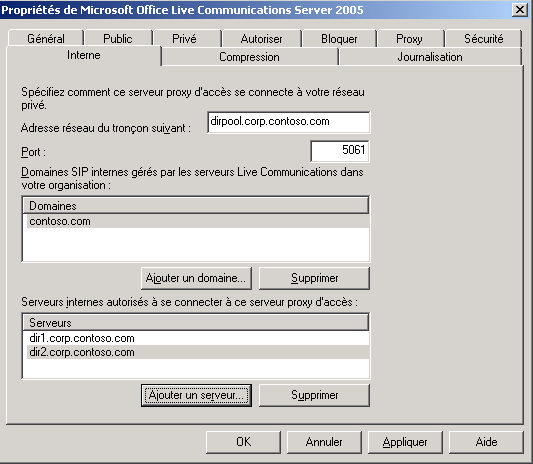 Propriétés de Microsoft Office Live Communications Server 2005
Général Public Privé Autoriser Bloquer Proxy Sécurité
Interne Compression Journalisation
Spécifiez comment ce serveur proxy d'accès se connecte à votre réseau
privé.
Adresse réseau du tronçon suivant : dirpool.corp.contoso.com
Port : 5061
Domaines SIP internes gérés par les serveurs Live Communications dans
votre organisation :
Domaines
contoso.com
Ajouter un domaine... Supprimer
Serveurs internes autorisés à se connecter à ce serveur proxy d'accès :
Serveurs
dir1.corp.contoso.com
dir2.corp.contoso.com
Ajouter un serveur... Supprimer
OK Annuler Appliquer Aide